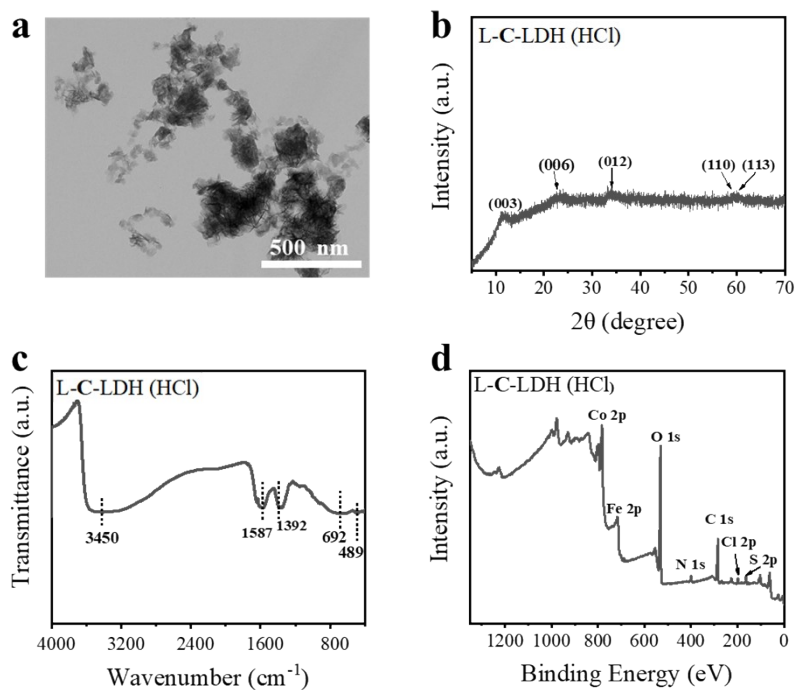 a
500 nm
b
L-C-LDH (HCl)
(003)
(006)
(012)
(110) (113)
Intensity (a.u.)
10 20 30 40 50 60 70
2θ (degree)
c
L-C-LDH (HCl)
3450
1587
1392
692
489
Transmittance (a.u.)
4000 3200 2400 1600 800
Wavenumber (cm-1)
d
L-C-LDH (HCl)
Co 2p
O 1s
Fe 2p
C 1s
Cl 2p
N 1s
S 2p
Intensity (a.u.)
1200 1000 800 600 400 200 0
Binding Energy (eV)